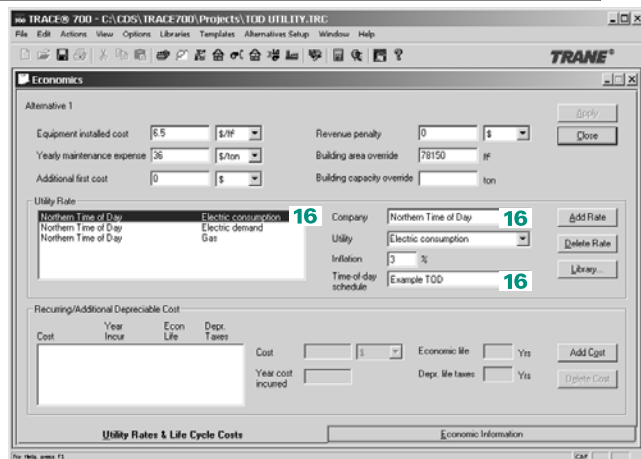 TRACE® 700 - C:\CDS\TRACE700\Projects\TOD UTILITY.TRC
File Edit Actions View Options Libraries Templates Alternatives Setup Window Help
TRANE®
Economics
Alternative 1
Apply
Equipment installed cost 6.5 $/ft² Revenue penalty 0 $ Close
Yearly maintenance expense 36 $/ton Building area override 78150 ft²
Additional first cost 0 $ Building capacity override ton
Utility Rate
Northern Time of Day Electric consumption 16 Company Northern Time of Day 16 Add Rate
Northern Time of Day Electric demand Utility Electric consumption Delete Rate
Northern Time of Day Gas Inflation 3 % Library...
Time-of-day schedule Example TOD 16
Recurring/Additional Depreciable Cost
Year Econ Depr.
Cost Incur Life Taxes
Cost $ Economic life Yrs Add Cost
Year cost incurred Depr. life taxes Yrs Delete Cost
Utility Rates & Life Cycle Costs Economic Information
For Help, press F1 CAP